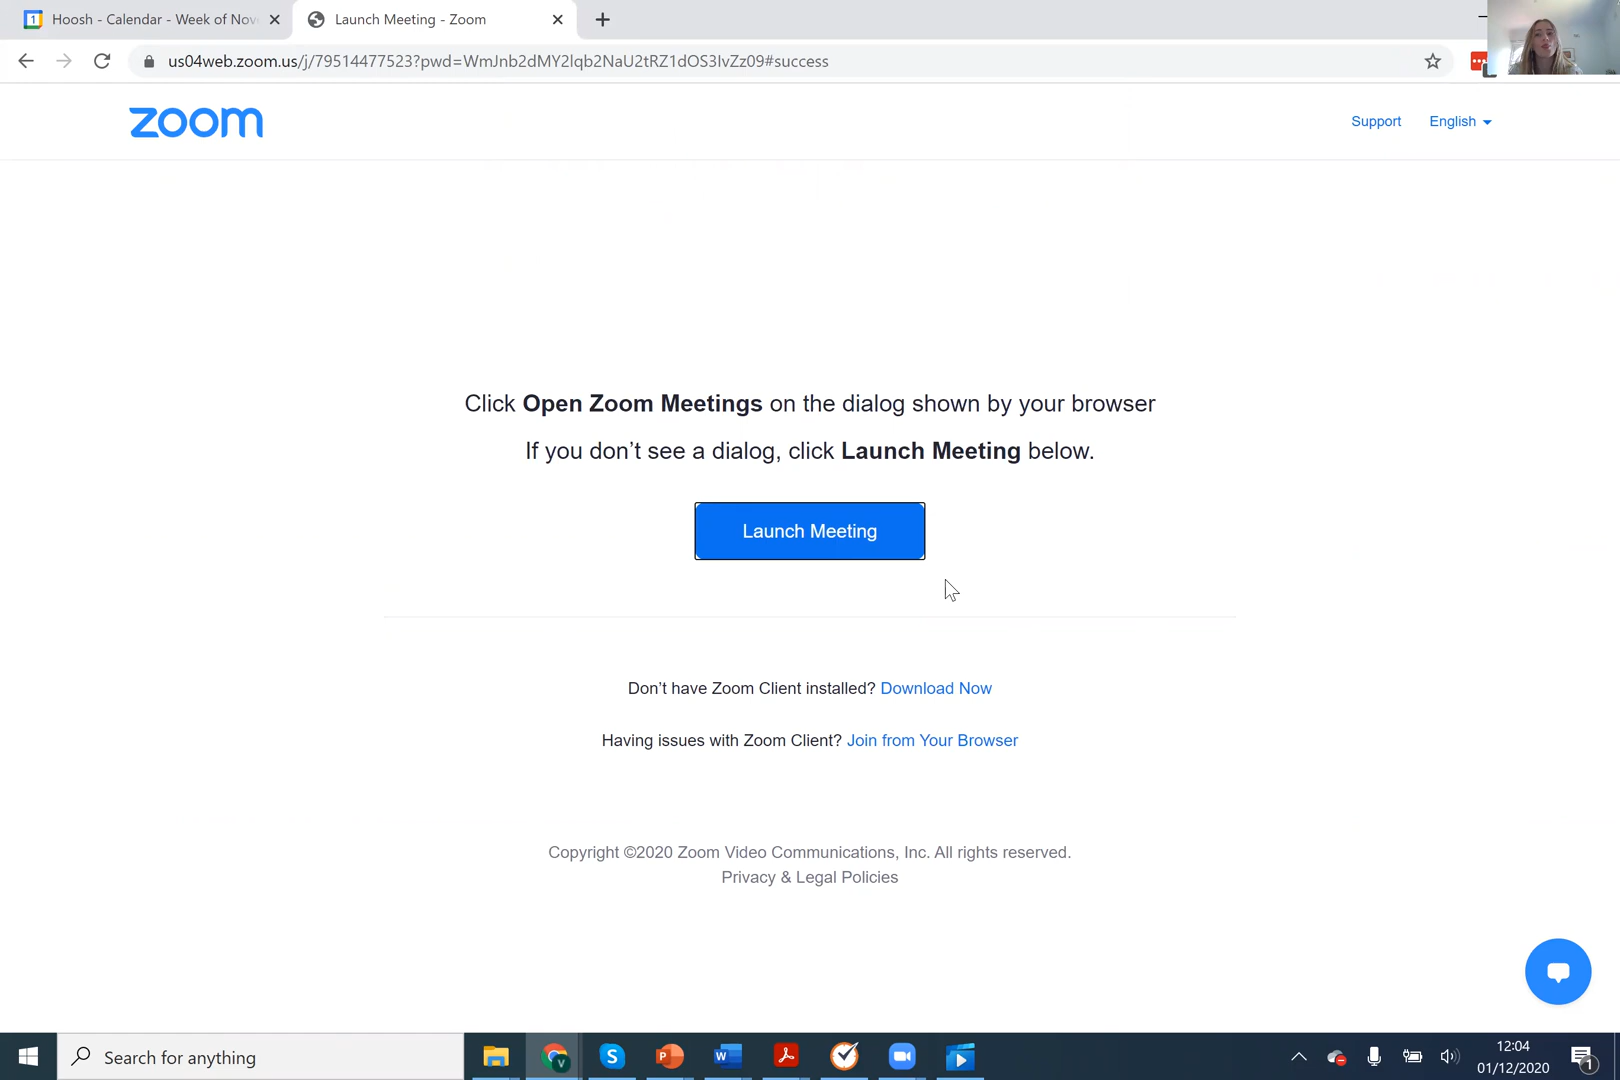 1 Hoosh - Calendar - Week of Nov
Launch Meeting - Zoom
us04web.zoom.us/j/79514477523?pwd=WmJnb2dMY2lqb2NaU2tRZ1dOS3IvZz09#success
zoom
Support English
Click Open Zoom Meetings on the dialog shown by your browser
If you don’t see a dialog, click Launch Meeting below.
Launch Meeting
Don’t have Zoom Client installed? Download Now
Having issues with Zoom Client? Join from Your Browser
Copyright ©2020 Zoom Video Communications, Inc. All rights reserved.
Privacy & Legal Policies
Search for anything
V
S
P
W
12:04
01/12/2020
1